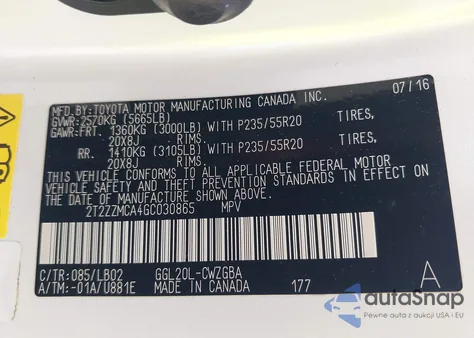 MFD.BY:TOYOTA MOTOR MANUFACTURING CANADA INC. 07/16
GVWR:2570KG (5665LB)
GAWR:FRT. 1360KG (3000LB) WITH P235/55R20 TIRES,
20X8J RIMS.
RR. 1410KG (3105LB) WITH P235/55R20 TIRES,
20X8J RIMS.
THIS VEHICLE CONFORMS TO ALL APPLICABLE FEDERAL MOTOR
VEHICLE SAFETY STANDARDS IN EFFECT ON THE DATE OF
MANUFACTURE SHOWN ABOVE.
2T2ZZMCA4GC030865 MPV
C/TR:085/LB02 GGL20L-CWZGBA
A/TM:-01A/U881E MADE IN CANADA 177 A
autoSnap
Pewne auta z aukcji USA i EU